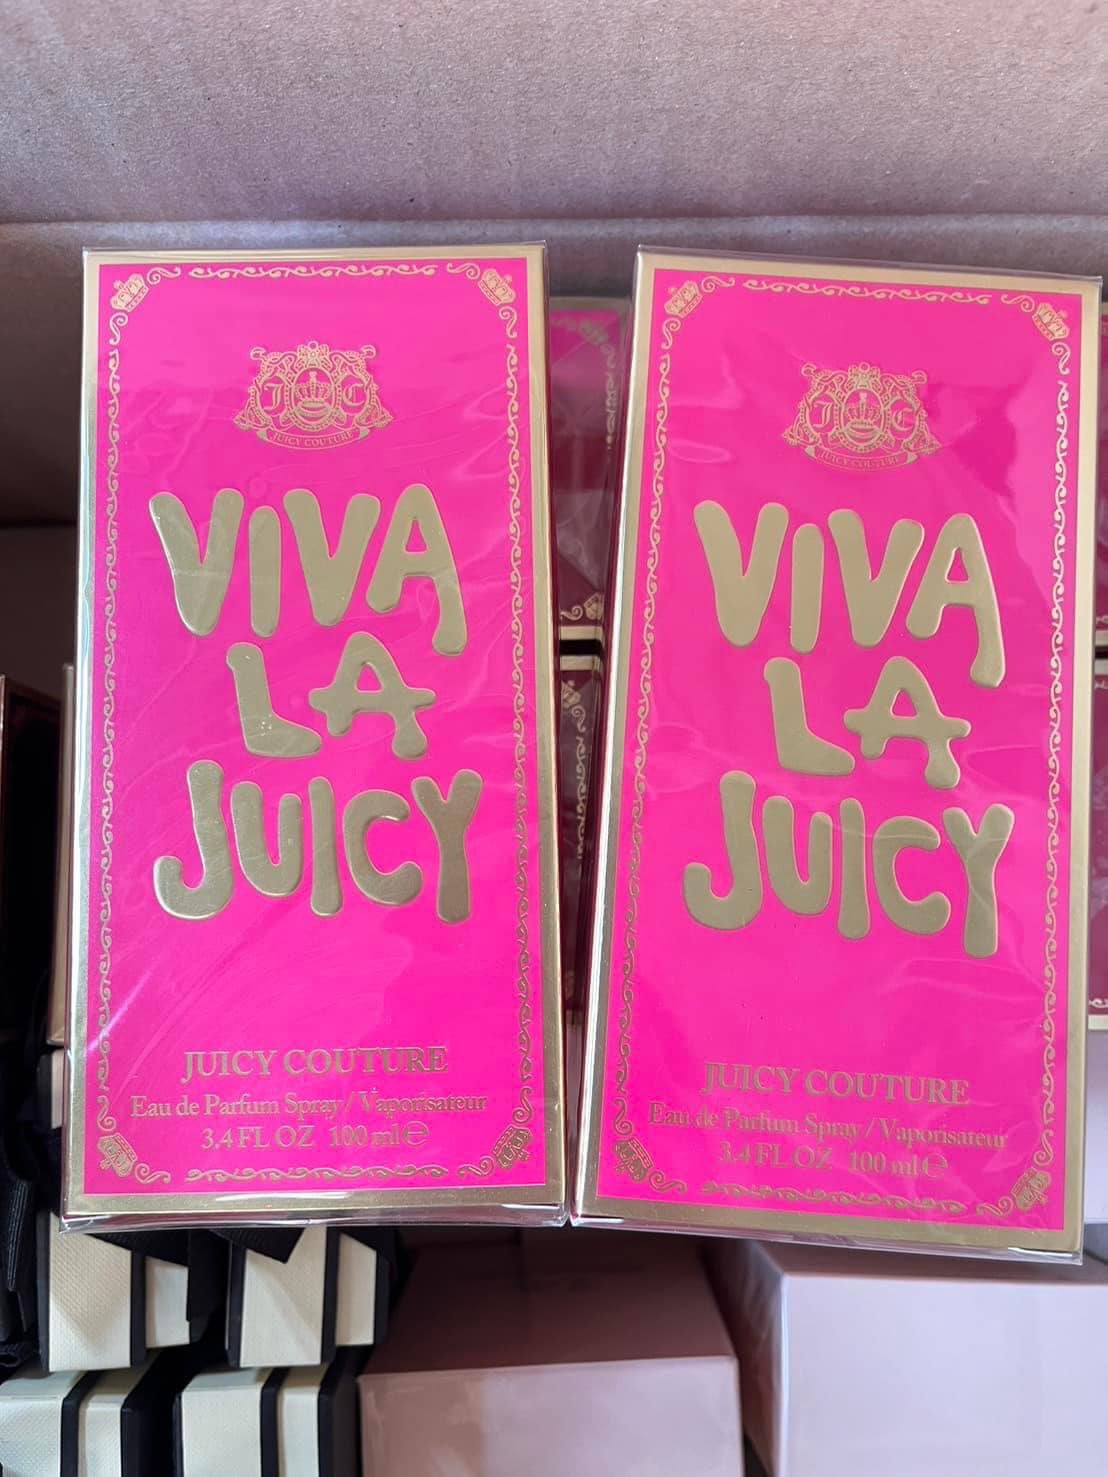 J C
JUICY COUTURE
VIVA
LA
JUICY
JUICY COUTURE
Eau de Parfum Spray / Vaporisateur
3.4 FL OZ 100 ml ℮
J C
JUICY COUTURE
VIVA
LA
JUICY
JUICY COUTURE
Eau de Parfum Spray / Vaporisateur
3.4 FL OZ 100 ml ℮